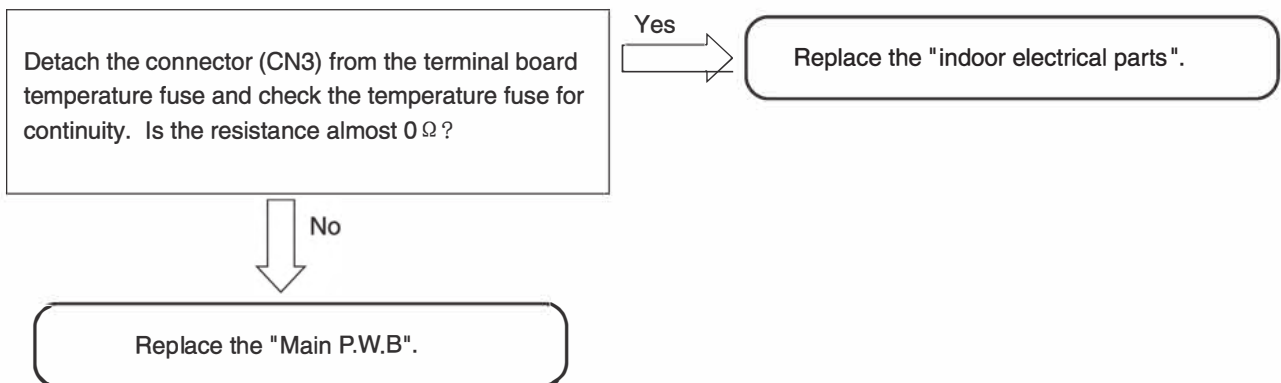 Yes
Detach the connector (CN3) from the terminal board
temperature fuse and check the temperature fuse for
continuity. Is the resistance almost 0 Ω ?
Replace the "indoor electrical parts".
No
Replace the "Main P.W.B".